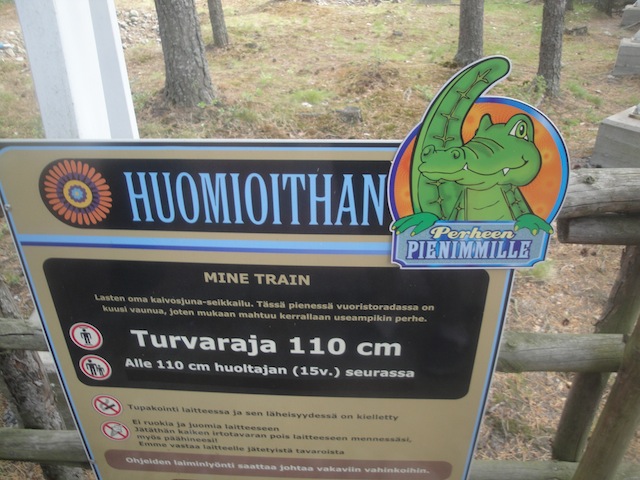 HUOMIOITHAN
Perheen
PIENIMMILLE
MINE TRAIN
Lasten oma kaivosjuna-seikkailu. Tässä pienessä vuoristoradassa on
kuusi vaunua, joten mukaan mahtuu kerrallaan useampikin perhe.
Turvaraja 110 cm
Alle 110 cm huoltajan (15v.) seurassa
Tupakointi laitteessa ja sen läheisyydessä on kielletty
Ei ruokia ja juomia laitteeseen
Jätäthän kaiken irtotavaran pois laitteeseen mennessäsi,
myös päähineesi!
Emme vastaa laitteelle jätetyistä tavaroista
Ohjeiden laiminlyönti saattaa johtaa vakaviin vahinkoihin.